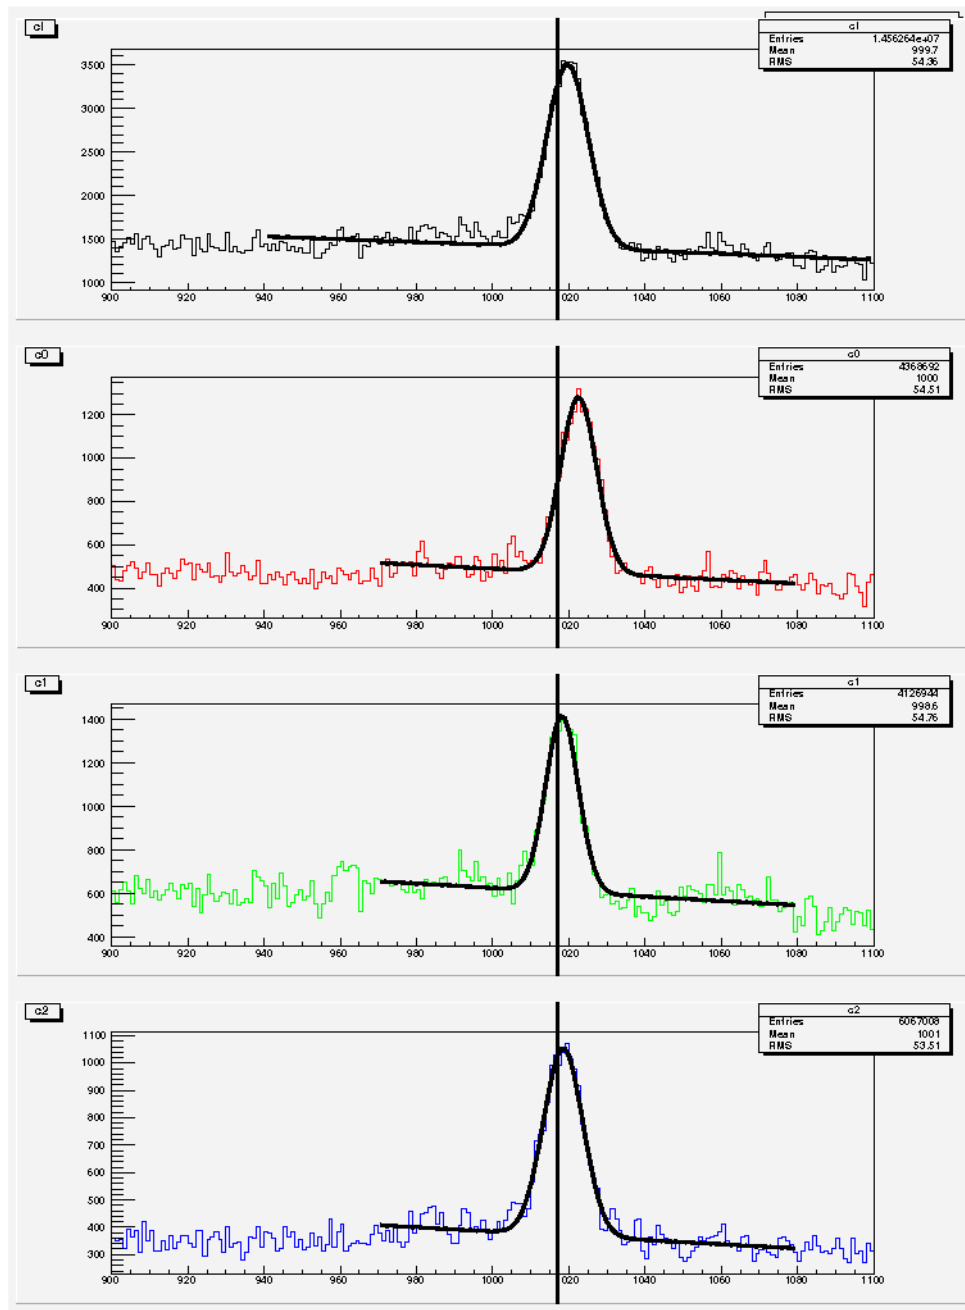 cl
cl
Entries 1.456264e+07
Mean 999.7
RMS 54.36
3500
3000
2500
2000
1500
1000
900 920 940 960 980 1000 020 1040 1060 1080 1100
c0
c0
Entries 4368692
Mean 1000
RMS 54.51
1200
1000
800
600
400
900 920 940 960 980 1000 020 1040 1060 1080 1100
c1
c1
Entries 4126944
Mean 998.6
RMS 54.76
1400
1200
1000
800
600
400
900 920 940 960 980 1000 020 1040 1060 1080 1100
c2
c2
Entries 6067008
Mean 1001
RMS 53.51
1100
1000
900
800
700
600
500
400
300
900 920 940 960 980 1000 020 1040 1060 1080 1100